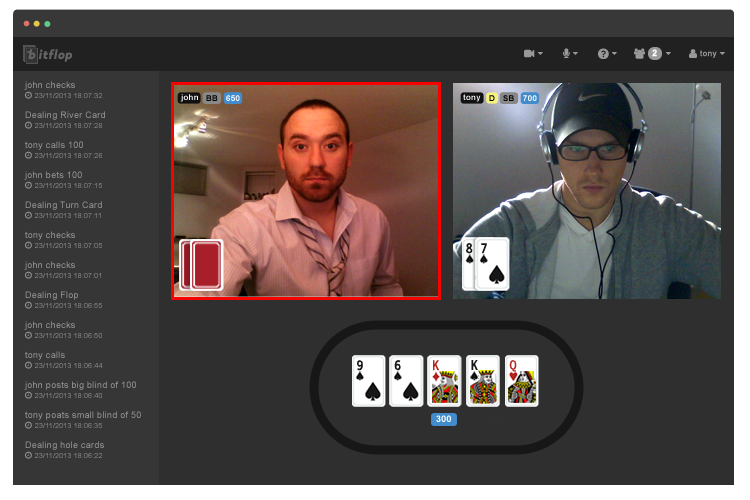 bitflop
2
tony
john checks
23/11/2013 18:07:32
Dealing River Card
23/11/2013 18:07:28
tony calls 100
23/11/2013 18:07:26
john bets 100
23/11/2013 18:07:15
Dealing Turn Card
23/11/2013 18:07:11
tony checks
23/11/2013 18:07:05
john checks
23/11/2013 18:07:01
Dealing Flop
23/11/2013 18:06:55
john checks
23/11/2013 18:06:50
tony calls
23/11/2013 18:06:44
john posts big blind of 100
23/11/2013 18:06:40
tony posts small blind of 50
23/11/2013 18:06:35
Dealing hole cards
23/11/2013 18:06:22
john BB 650
tony D SB 700
8 7
9 6 K K Q
300